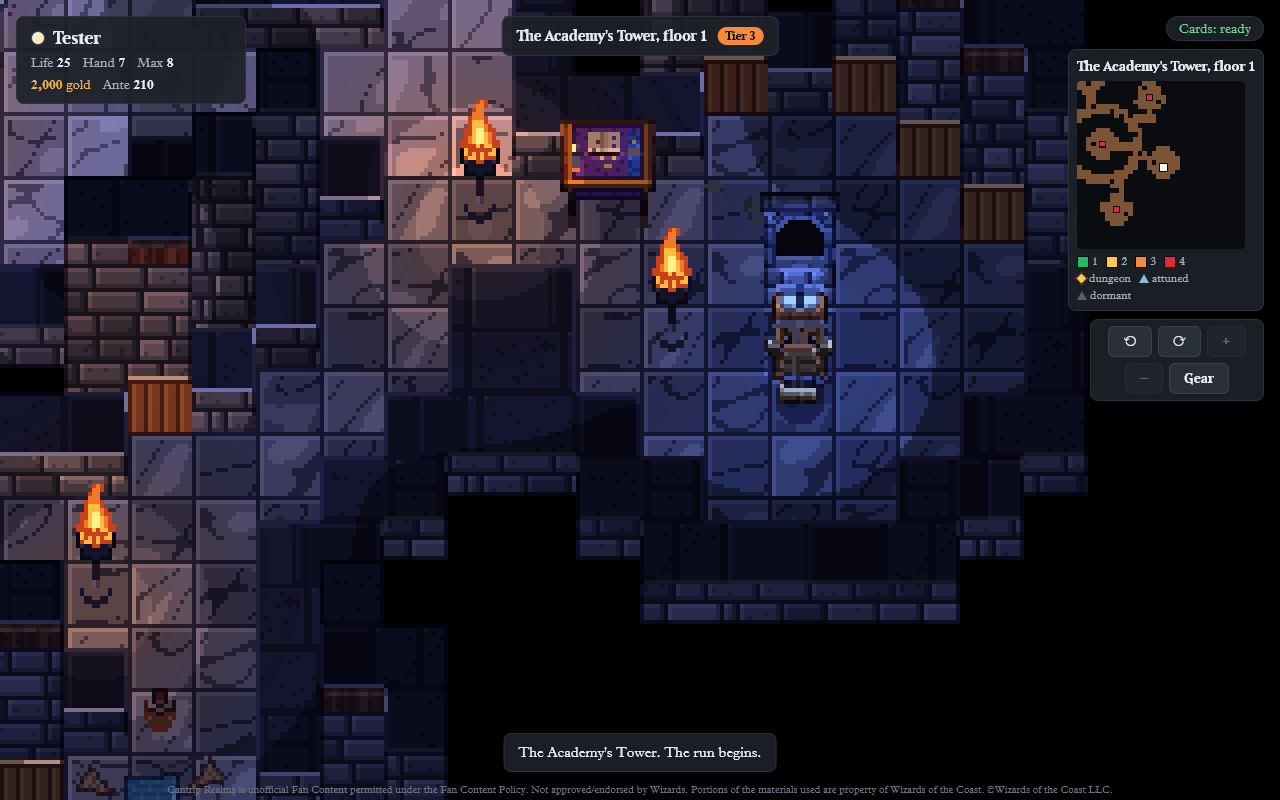 Tester
Life 25 Hand 7 Max 8
2,000 gold Ante 210
The Academy's Tower, floor 1 Tier 3
Cards: ready
The Academy's Tower, floor 1
1 2 3 4
dungeon attuned
dormant
+
− Gear
The Academy's Tower. The run begins.
Cantrip Realms is unofficial Fan Content permitted under the Fan Content Policy. Not approved/endorsed by Wizards. Portions of the materials used are property of Wizards of the Coast. ©Wizards of the Coast LLC.